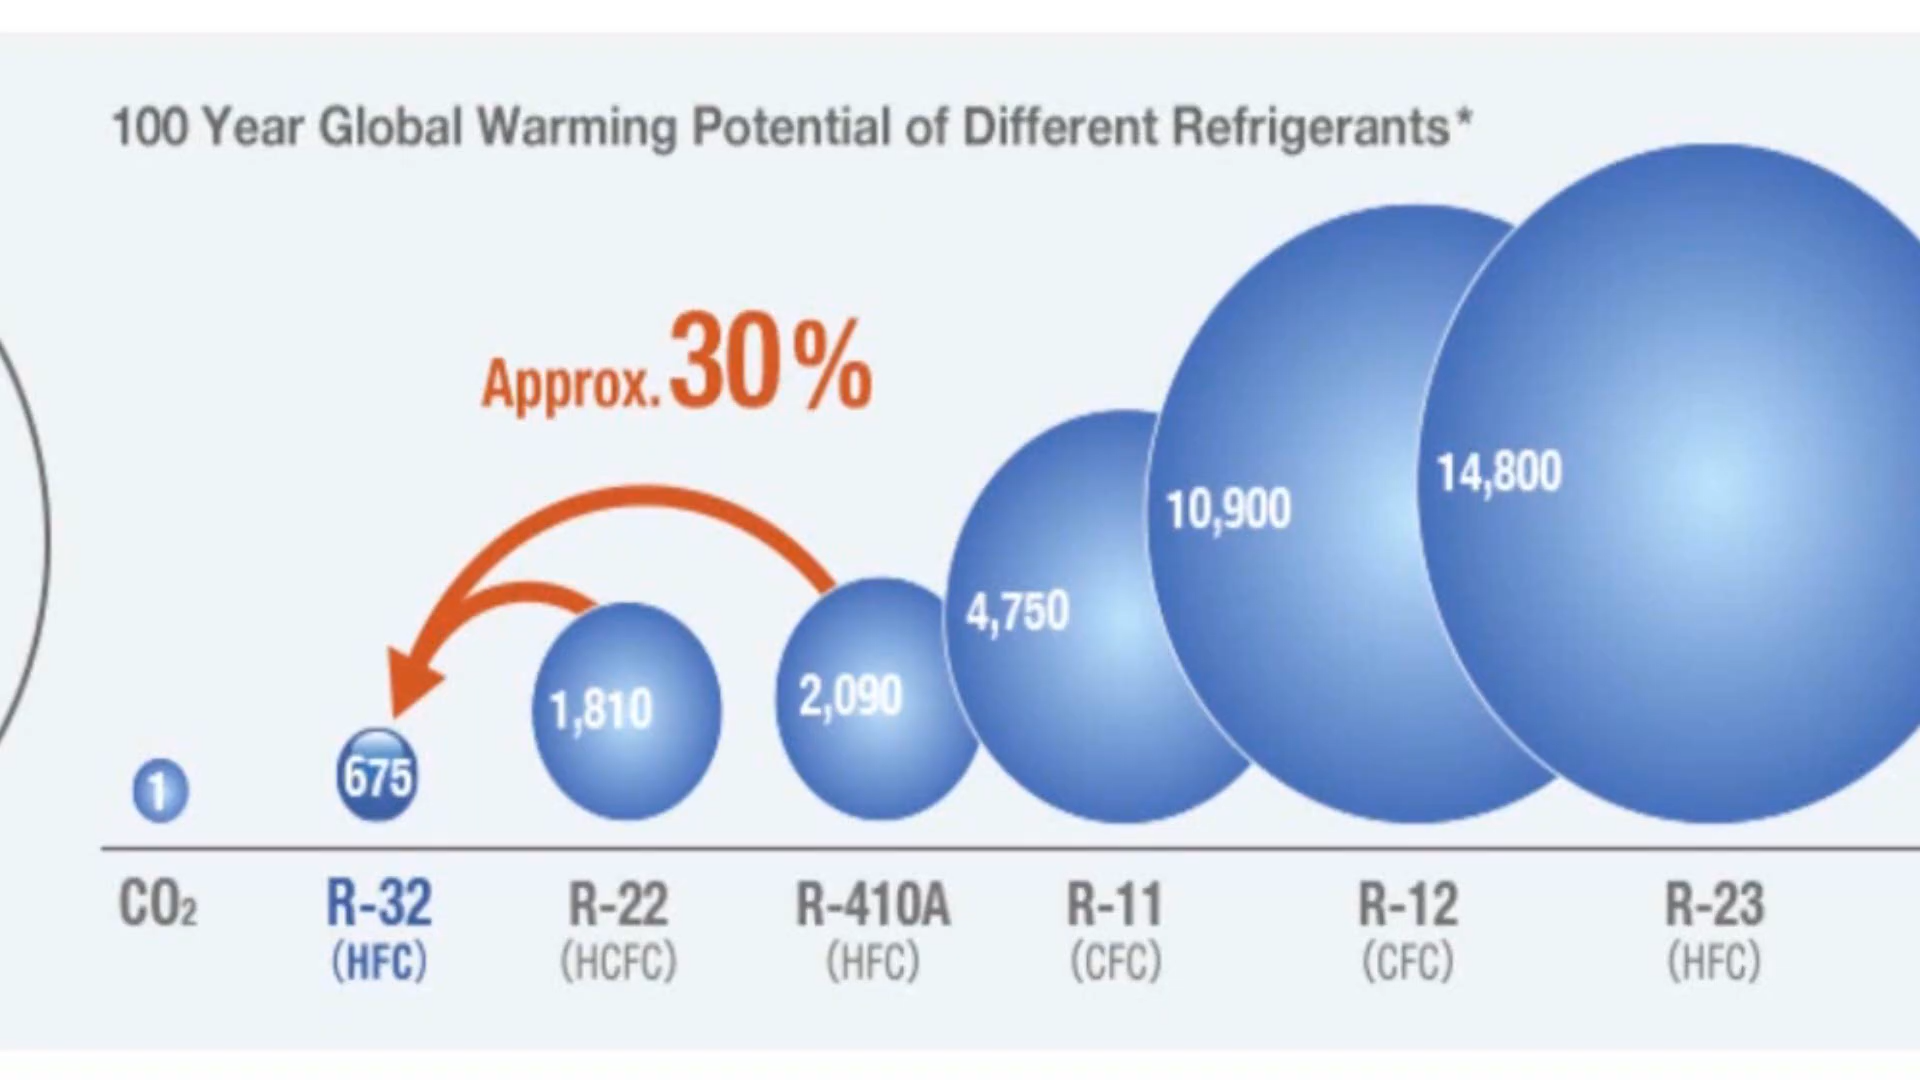 100 Year Global Warming Potential of Different Refrigerants*
Approx. 30%
1
675
1,810
2,090
4,750
10,900
14,800
CO₂
R-32
(HFC)
R-22
(HCFC)
R-410A
(HFC)
R-11
(CFC)
R-12
(CFC)
R-23
(HFC)